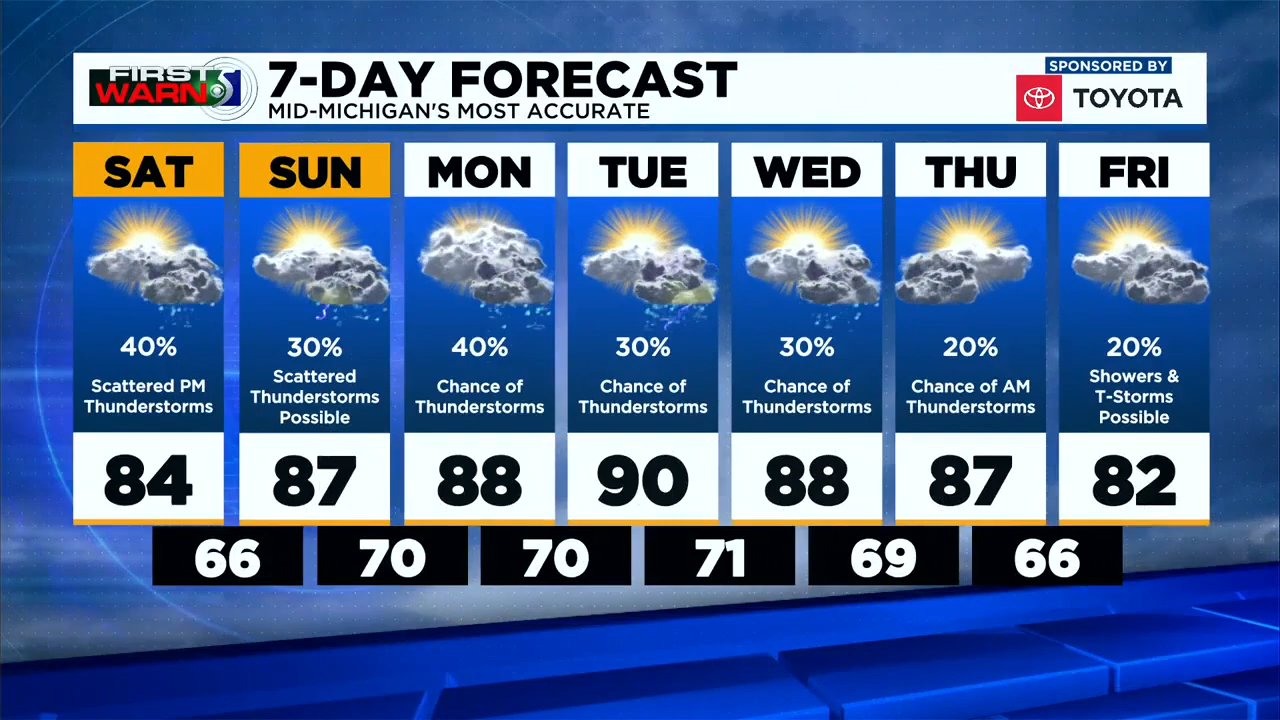 FIRST
WARN 5
7-DAY FORECAST
MID-MICHIGAN'S MOST ACCURATE
SPONSORED BY
TOYOTA
SAT
40%
Scattered PM
Thunderstorms
84
SUN
30%
Scattered
Thunderstorms
Possible
87
MON
40%
Chance of
Thunderstorms
88
TUE
30%
Chance of
Thunderstorms
90
WED
30%
Chance of
Thunderstorms
88
THU
20%
Chance of AM
Thunderstorms
87
FRI
20%
Showers &
T-Storms
Possible
82
66
70
70
71
69
66